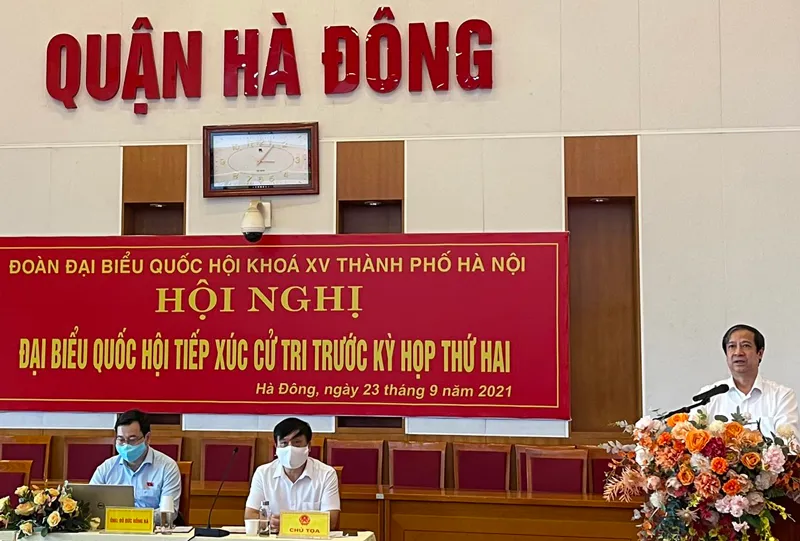 QUẬN HÀ ĐÔNG
ĐOÀN ĐẠI BIỂU QUỐC HỘI KHOÁ XV THÀNH PHỐ HÀ NỘI
HỘI NGHỊ
ĐẠI BIỂU QUỐC HỘI TIẾP XÚC CỬ TRI TRƯỚC KỲ HỌP THỨ HAI
Hà Đông, ngày 23 tháng 9 năm 2021
CHỦ TỌA